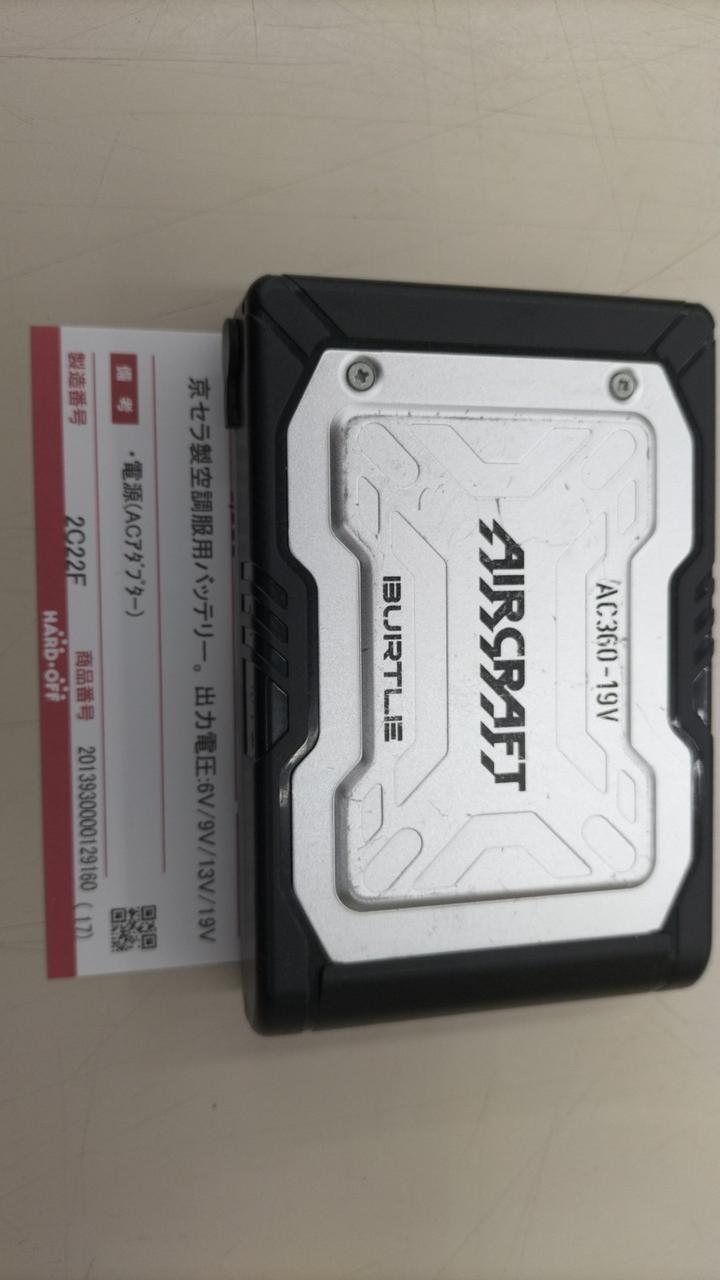 AC360-19V
AIRCRAFT
BURTLE
京セラ製空調服用バッテリー。出力電圧:6V/9V/13V/19V
備考
・電源(ACアダプター)
製造番号 2C22F 商品番号 2013930000129160 (17)
HARD・OFF